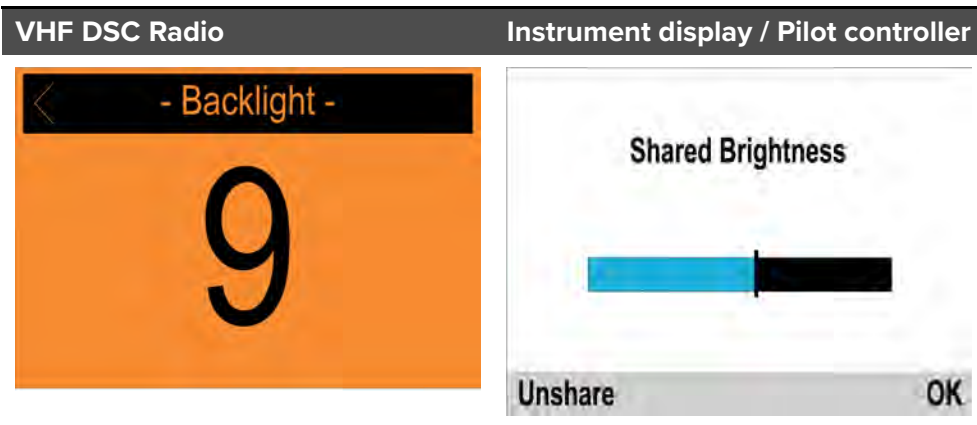 VHF DSC Radio
Instrument display / Pilot controller
- Backlight -
9
Shared Brightness
Unshare
OK